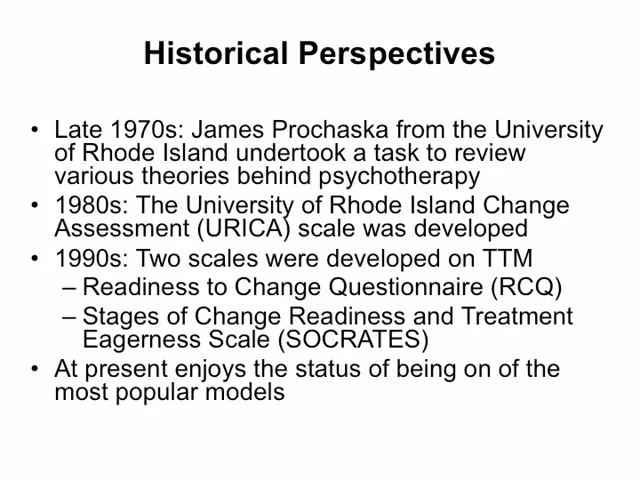 Historical Perspectives
• Late 1970s: James Prochaska from the University
of Rhode Island undertook a task to review
various theories behind psychotherapy
• 1980s: The University of Rhode Island Change
Assessment (URICA) scale was developed
• 1990s: Two scales were developed on TTM
– Readiness to Change Questionnaire (RCQ)
– Stages of Change Readiness and Treatment
Eagerness Scale (SOCRATES)
• At present enjoys the status of being on of the
most popular models